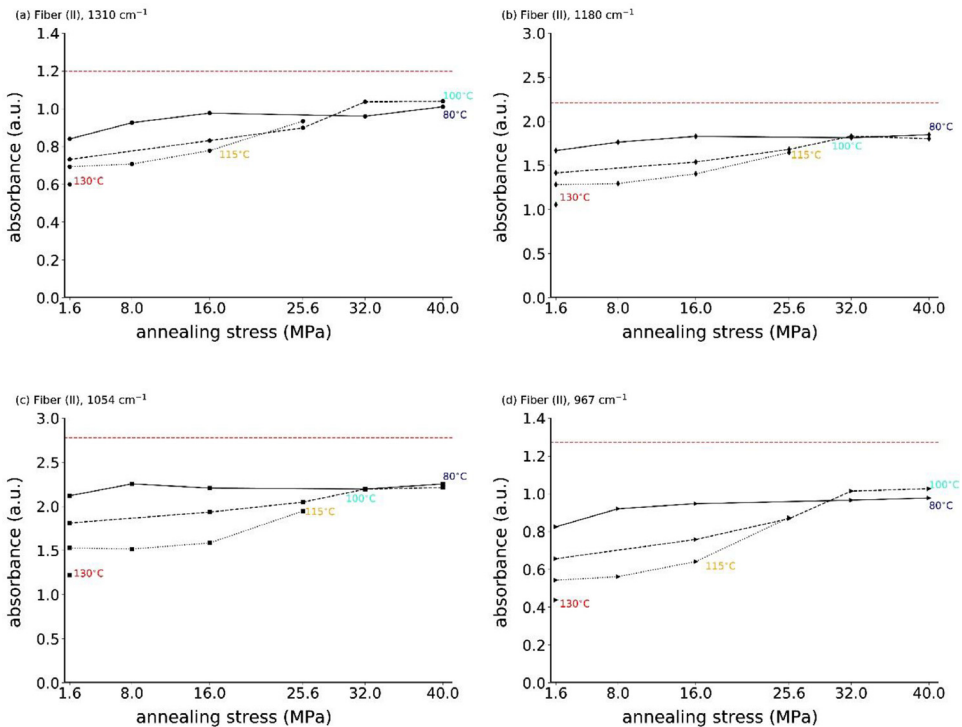 (a) Fiber (II), 1310 cm⁻¹
1.4
1.2
1.0
0.8
0.6
0.4
0.2
0.0
absorbance (a.u.)
100°C
80°C
115°C
130°C
1.6 8.0 16.0 25.6 32.0 40.0
annealing stress (MPa)
(b) Fiber (II), 1180 cm⁻¹
3.0
2.5
2.0
1.5
1.0
0.5
0.0
absorbance (a.u.)
80°C
100°C
115°C
130°C
1.6 8.0 16.0 25.6 32.0 40.0
annealing stress (MPa)
(c) Fiber (II), 1054 cm⁻¹
3.0
2.5
2.0
1.5
1.0
0.5
0.0
absorbance (a.u.)
80°C
100°C
115°C
130°C
1.6 8.0 16.0 25.6 32.0 40.0
annealing stress (MPa)
(d) Fiber (II), 967 cm⁻¹
1.4
1.2
1.0
0.8
0.6
0.4
0.2
0.0
absorbance (a.u.)
100°C
80°C
115°C
130°C
1.6 8.0 16.0 25.6 32.0 40.0
annealing stress (MPa)